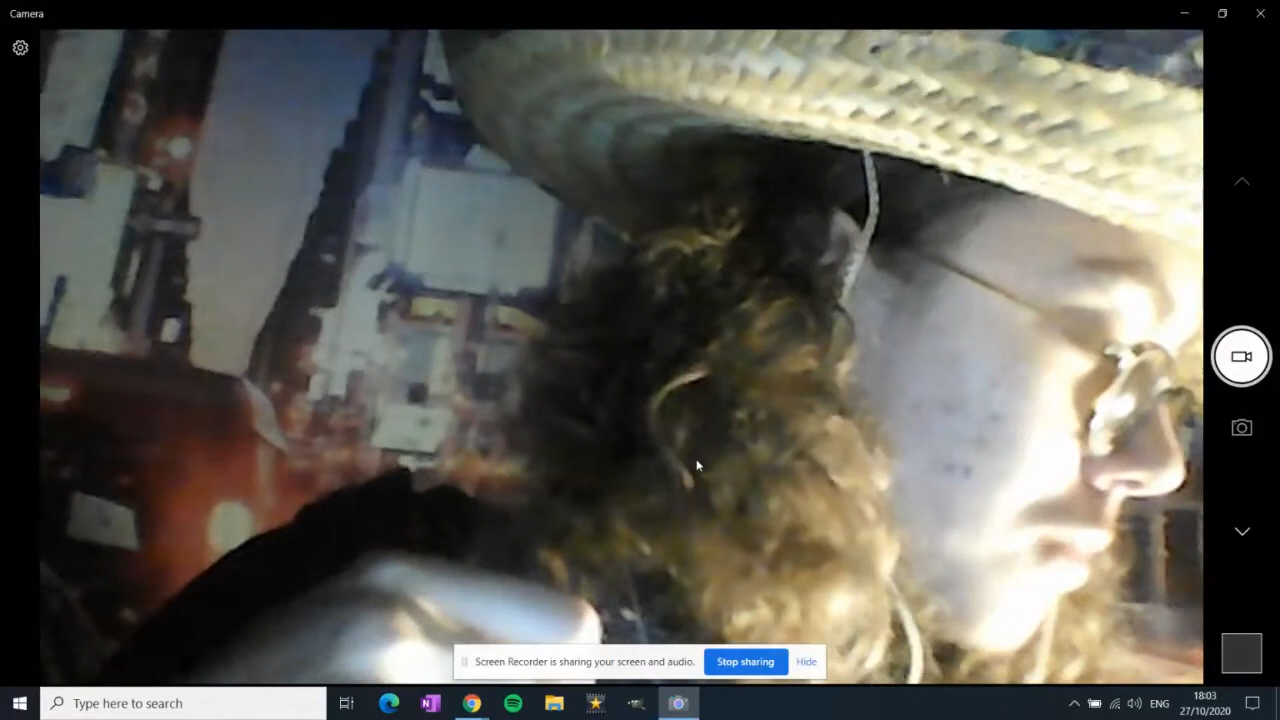 Camera
Screen Recorder is sharing your screen and audio.
Stop sharing
Hide
Type here to search
ENG
18:03
27/10/2020